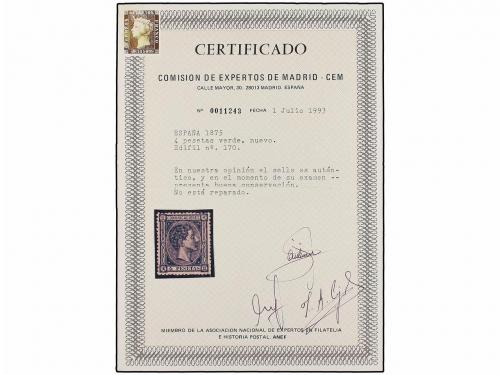 CERTIFICADO
COMISION DE EXPERTOS DE MADRID - CEM
CALLE MAYOR, 30. 28013 MADRID. ESPAÑA
Nº 0011243 FECHA 1 Julio 1993
ESPAÑA 1875
4 pesetas verde, nuevo.
Edifil nº. 170.
En nuestra opinión el sello es autén-
tico, y en el momento de su examen --
presenta buena conservación.
No está reparado.
PESETAS
MIEMBRO DE LA ASOCIACION NACIONAL DE EXPERTOS EN FILATELIA
E HISTORIA POSTAL. ANEF